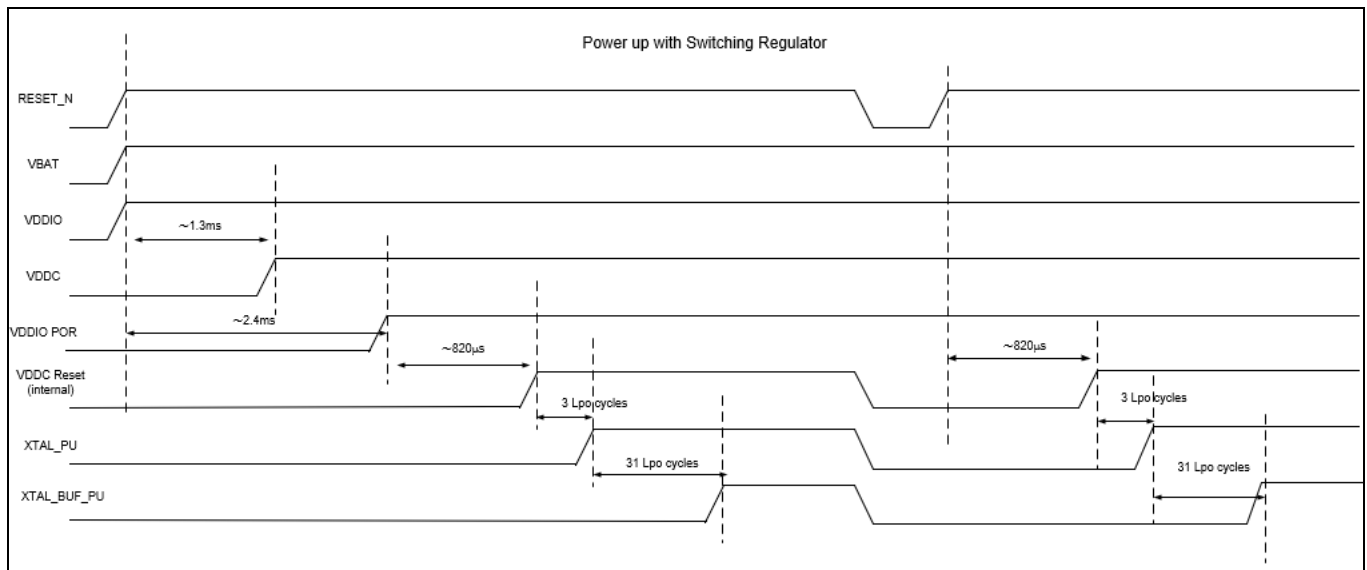 Power up with Switching Regulator
RESET_N
VBAT
VDDIO
~1.3ms
VDDC
~2.4ms
VDDIO POR
~820µs
~820µs
VDDC Reset
(internal)
3 Lpo cycles
3 Lpo cycles
XTAL_PU
31 Lpo cycles
31 Lpo cycles
XTAL_BUF_PU